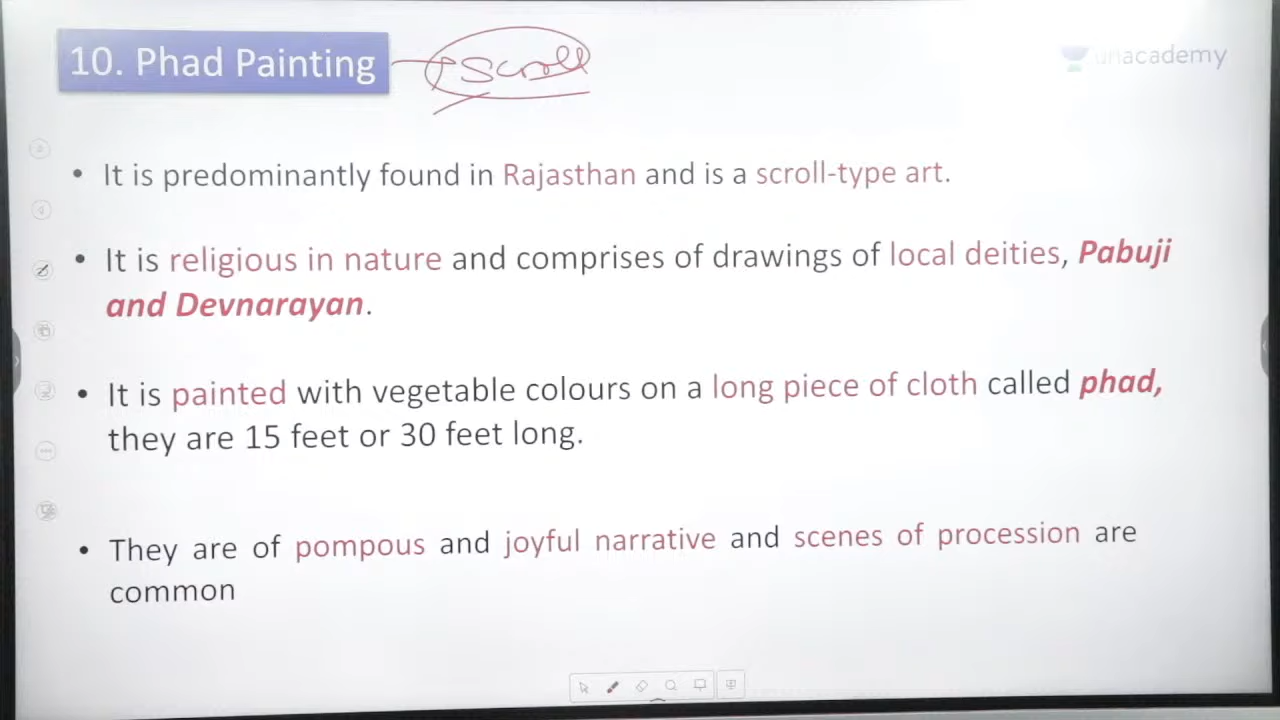 10. Phad Painting
scroll
unacademy
• It is predominantly found in Rajasthan and is a scroll-type art.
• It is religious in nature and comprises of drawings of local deities, Pabuji
and Devnarayan.
• It is painted with vegetable colours on a long piece of cloth called phad,
they are 15 feet or 30 feet long.
• They are of pompous and joyful narrative and scenes of procession are
common